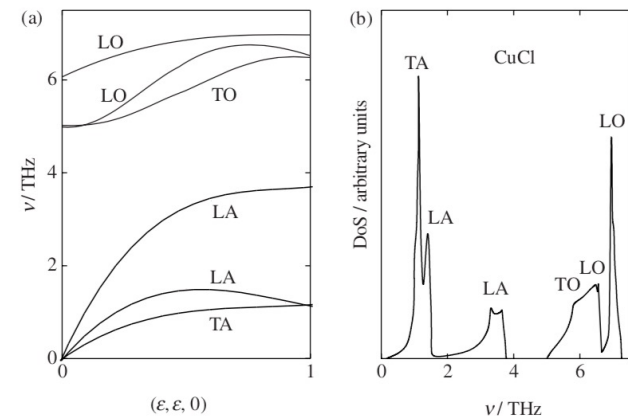 (a)
LO
6
LO
TO
ν/ THz
4
LA
2
LA
TA
0
0
1
(ε, ε, 0)
(b)
CuCl
TA
LO
DoS / arbitrary units
LA
LA
TO
LO
0
2
4
6
ν / THz